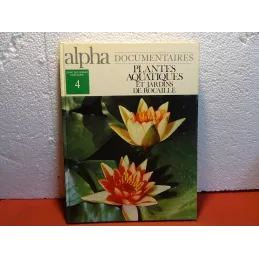 alpha
DOCUMENTAIRES
PLANTES
AQUATIQUES
ET JARDINS
DE ROCAILLE
4